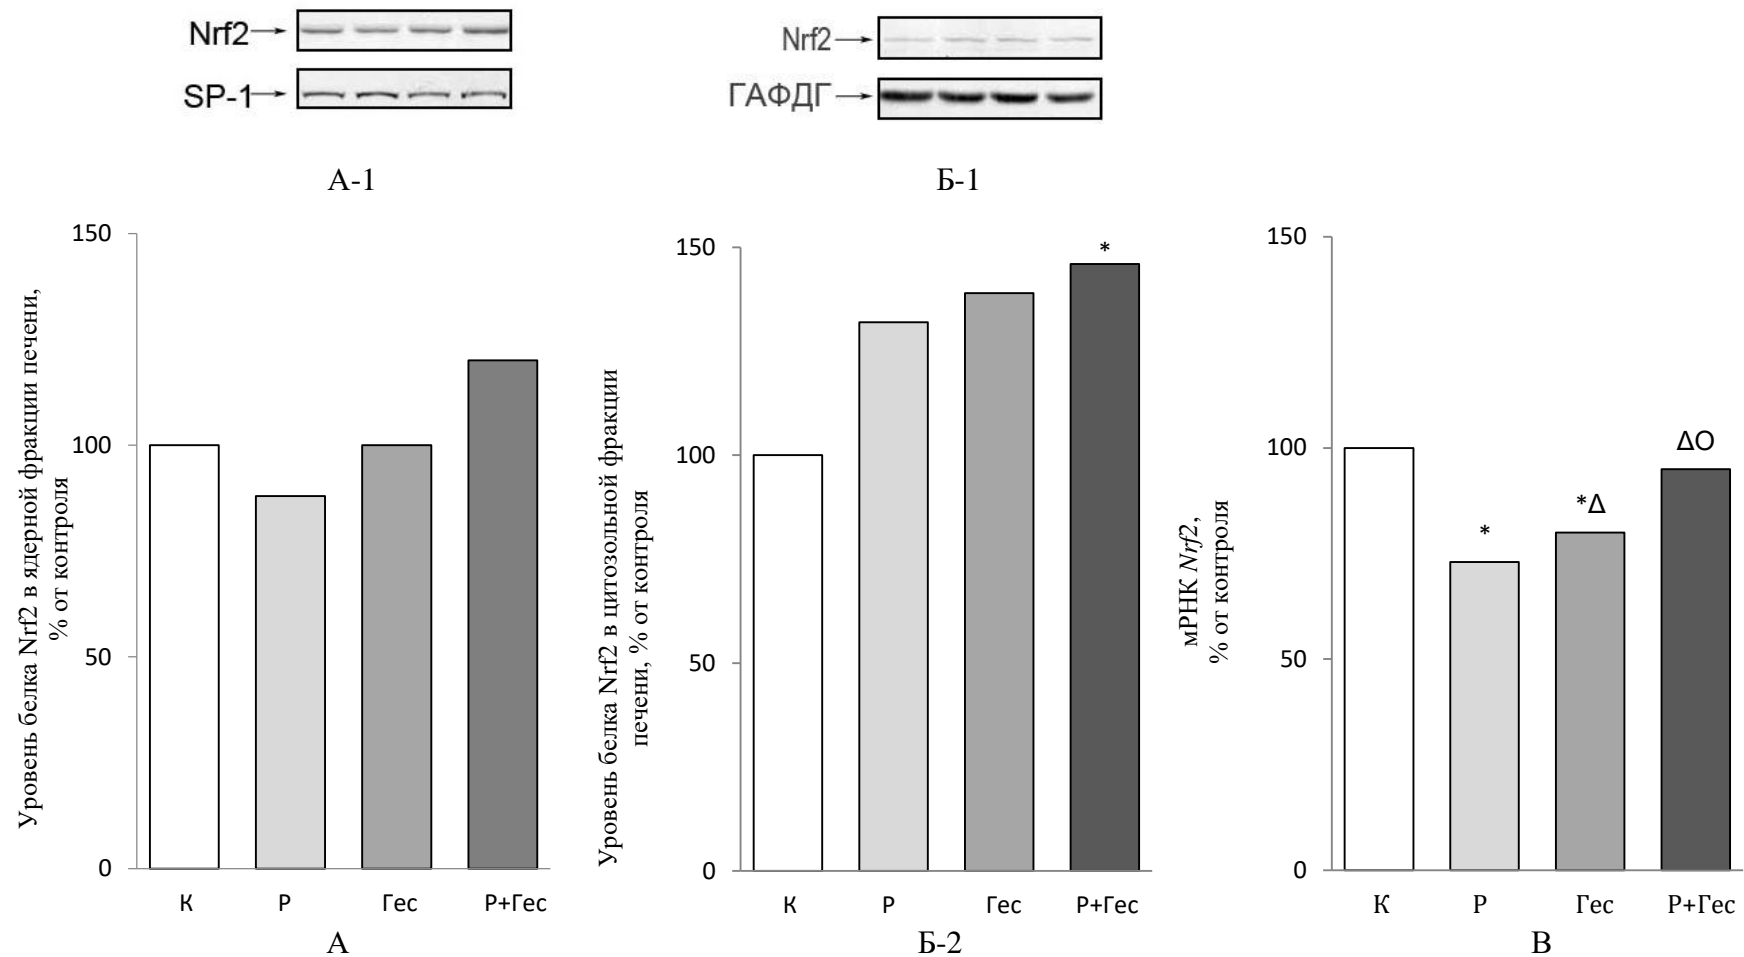 Nrf2
SP-1
А-1
Nrf2
ГАФДГ
Б-1
Уровень белка Nrf2 в ядерной фракции печени,
% от контроля
150
100
50
0
К Р Гес Р+Гес
А
Уровень белка Nrf2 в цитозольной фракции
печени, % от контроля
150
100
50
0
*
К Р Гес Р+Гес
Б-2
мРНК Nrf2,
% от контроля
150
100
50
0
*
*Δ
ΔО
К Р Гес Р+Гес
В